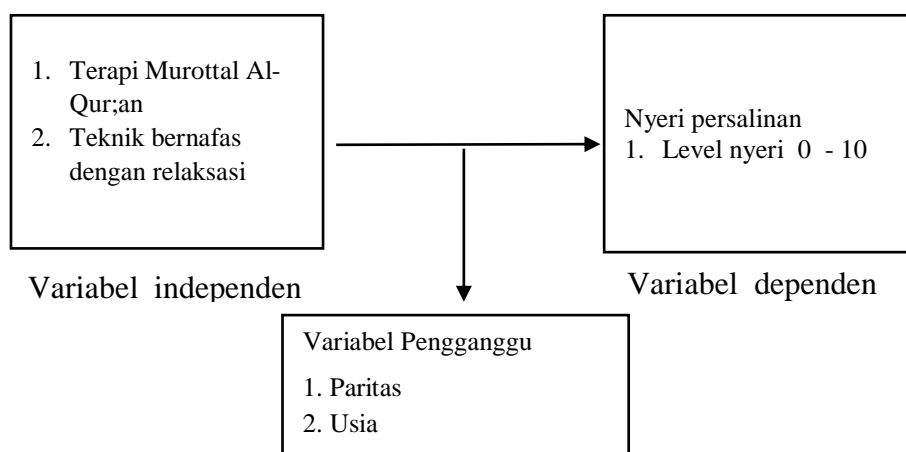 1. Terapi Murottal Al-
Qur;an
2. Teknik bernafas
dengan relaksasi
Variabel independen
Nyeri persalinan
1. Level nyeri 0 - 10
Variabel dependen
Variabel Pengganggu
1. Paritas
2. Usia